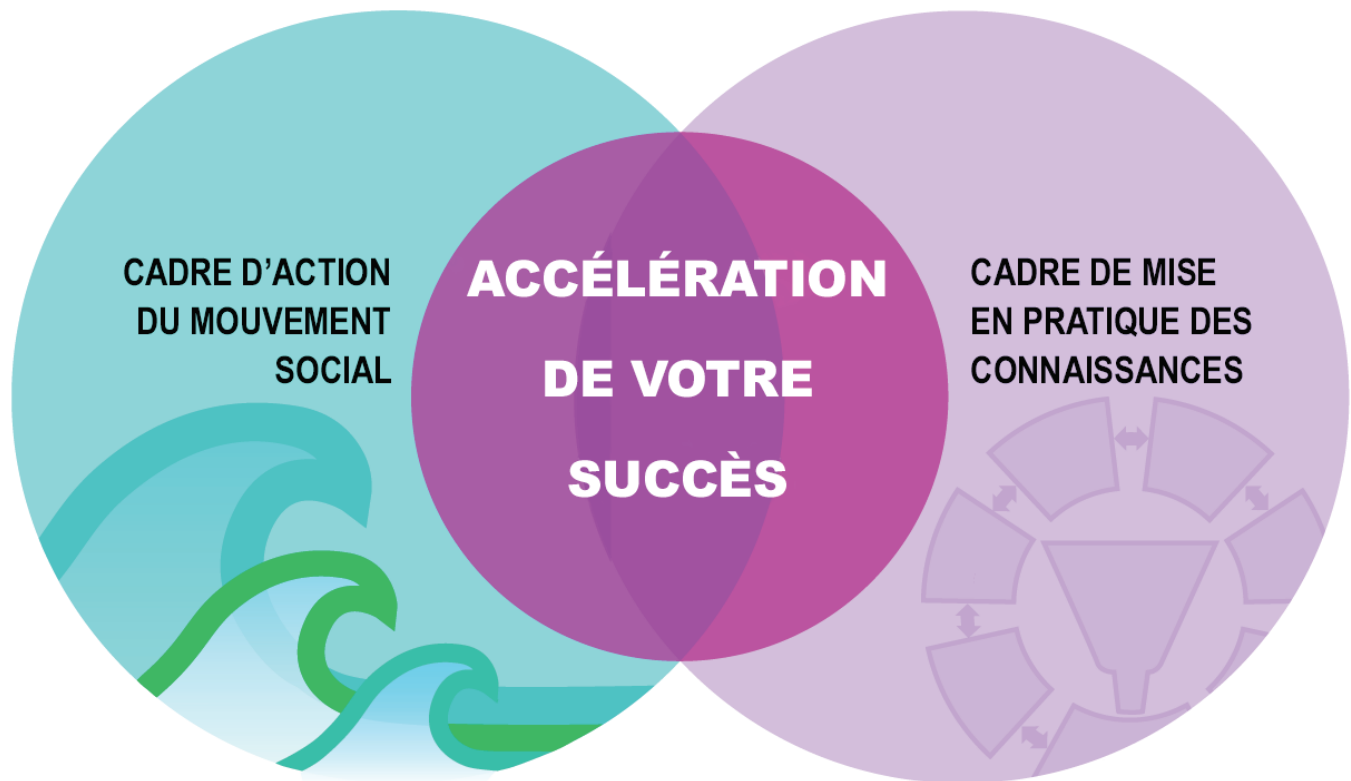 CADRE D’ACTION
DU MOUVEMENT
SOCIAL
ACCÉLÉRATION
DE VOTRE
SUCCÈS
CADRE DE MISE
EN PRATIQUE DES
CONNAISSANCES